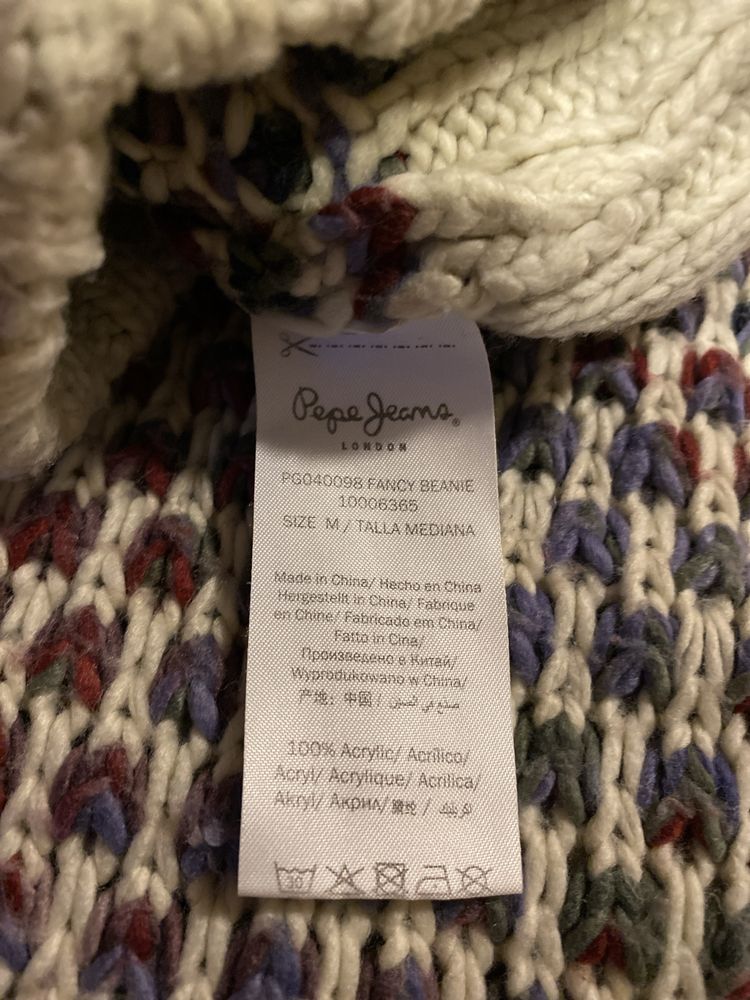 Pepe Jeans®
LONDON
PG040098 FANCY BEANIE
10006365
SIZE M / TALLA MEDIANA
Made in China/ Hecho en China
Hergestellt in China/ Fabrique
en Chine/ Fabricado em China/
Fatto in Cina/
Произведено в Китай/
Wyprodukowano w China/
产地: 中国 / صنع في الصين
100% Acrylic/ Acrílico/
Acryl/ Acrylique/ Acrilica/
Akryl/ Акрил/ / اكريليك
30